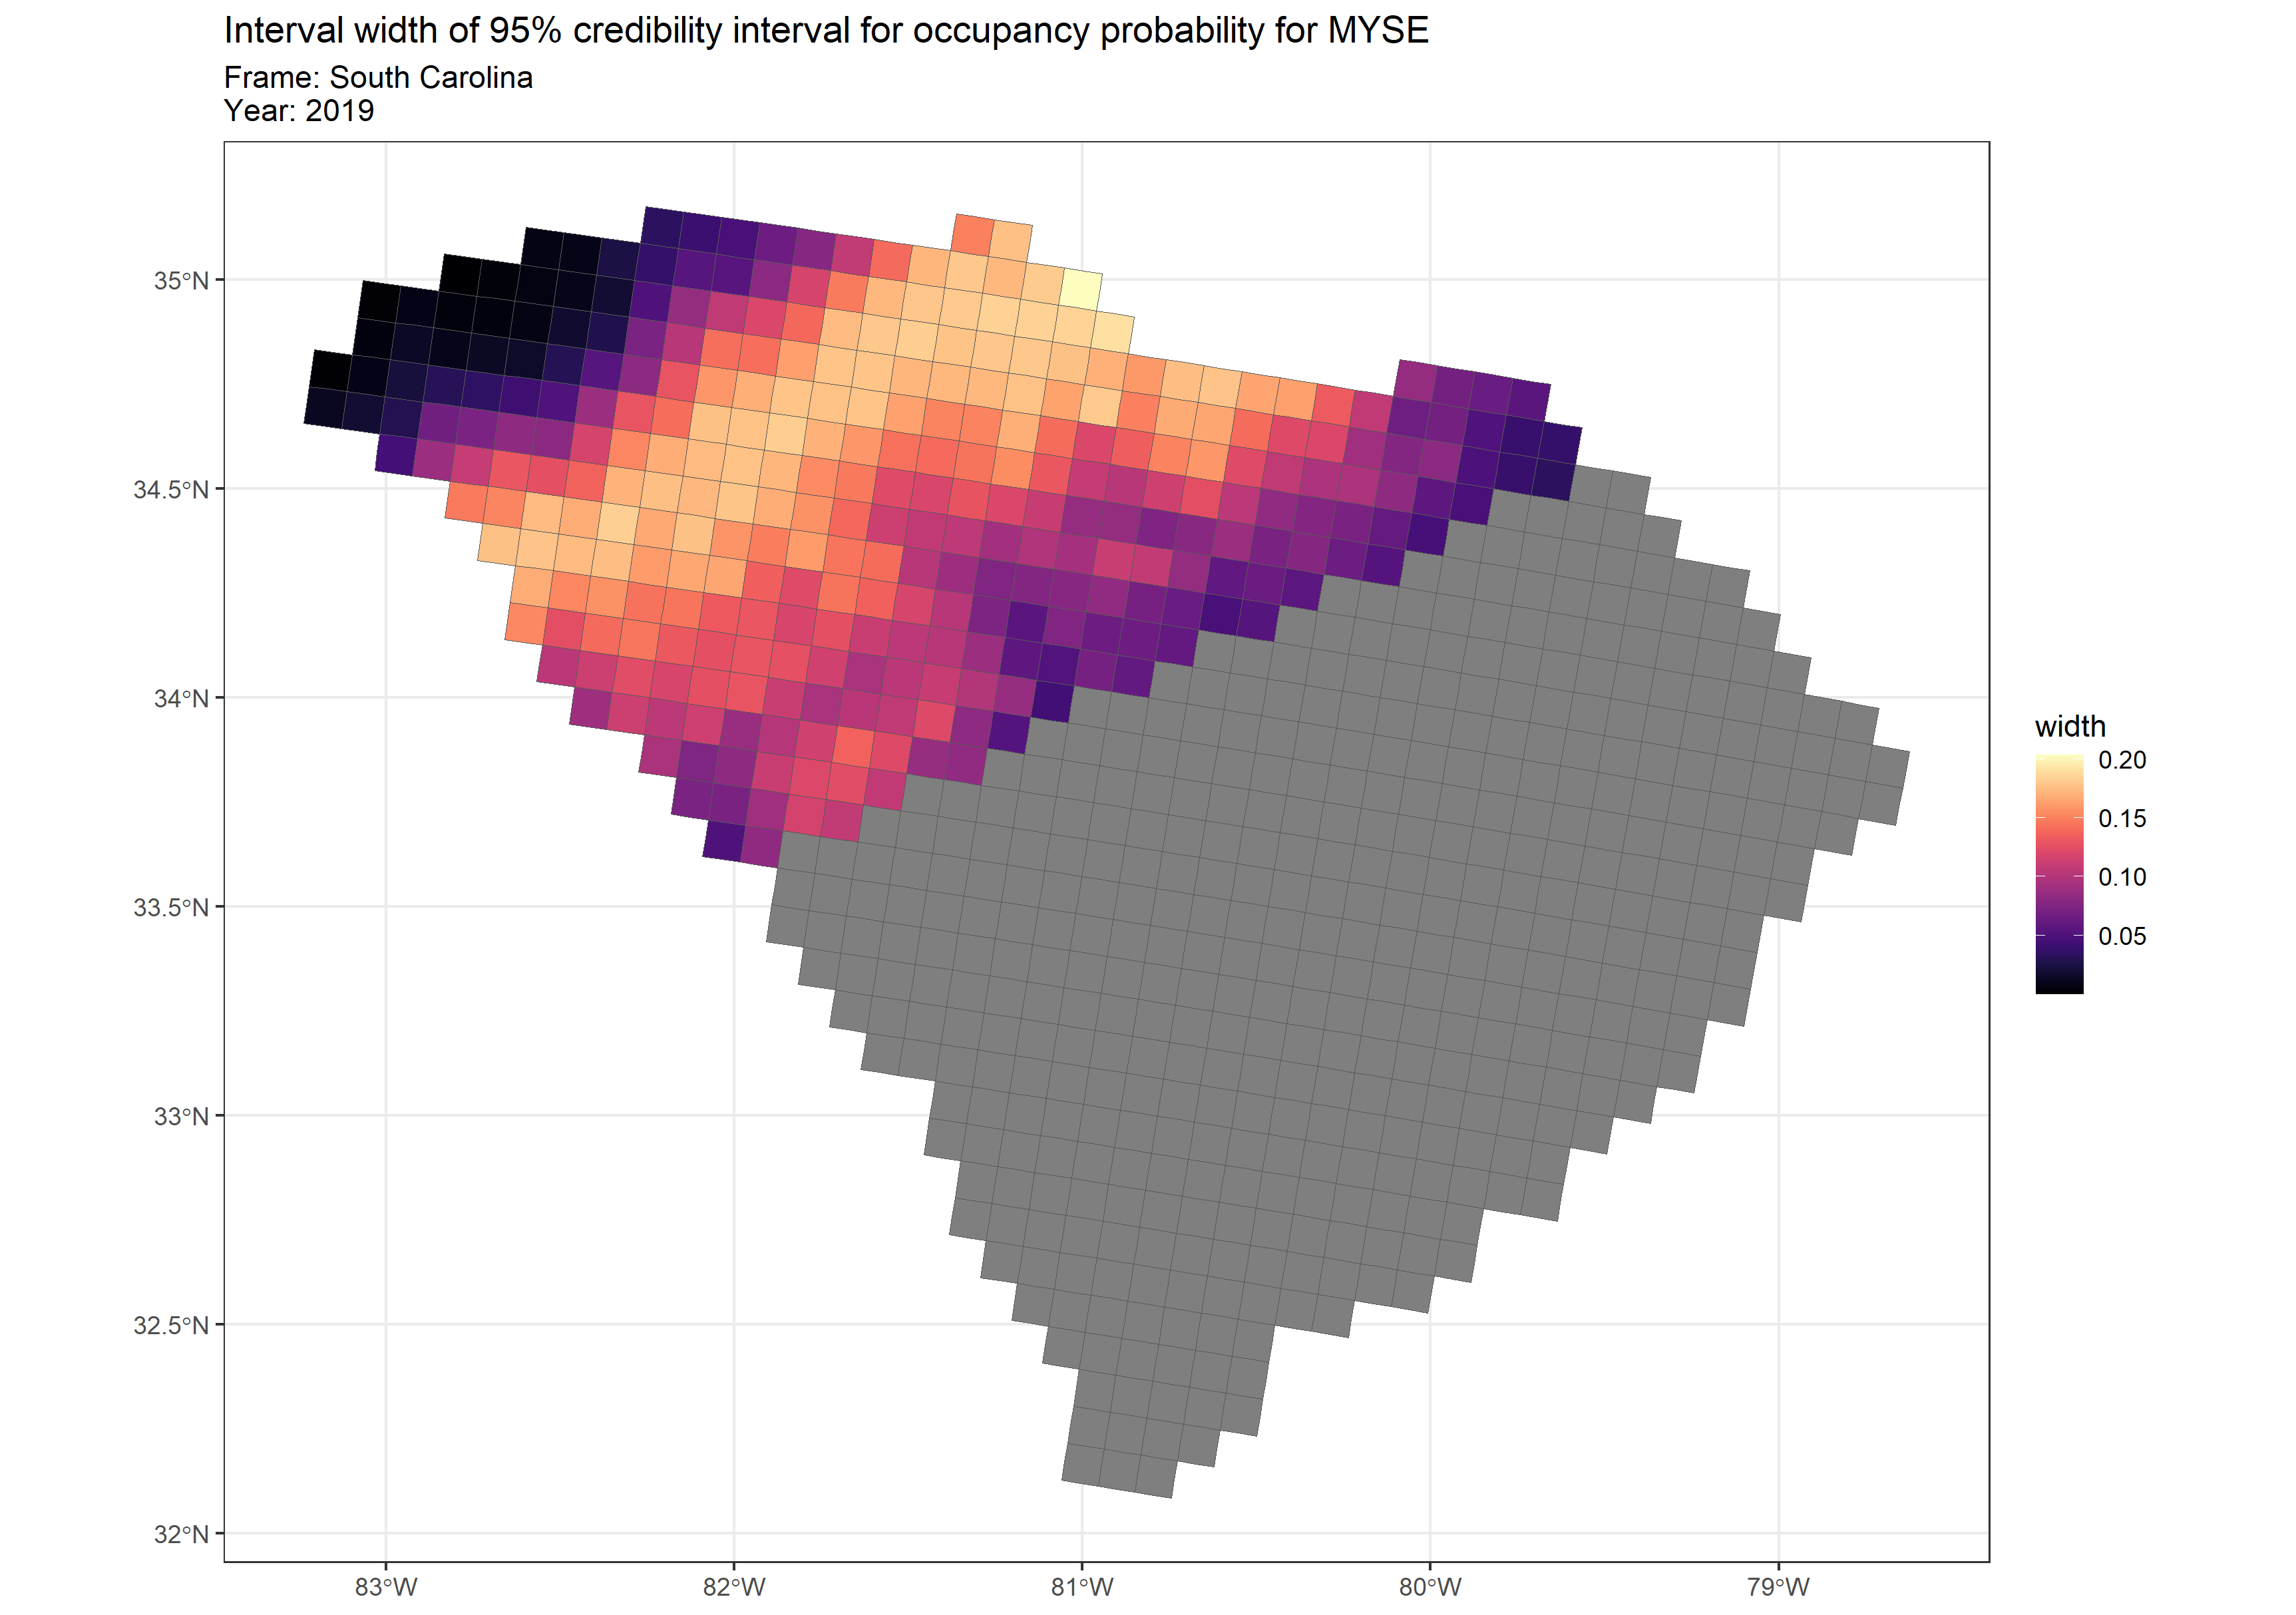 Interval width of 95% credibility interval for occupancy probability for MYSE
Frame: South Carolina
Year: 2019
35°N
34.5°N
34°N
33.5°N
33°N
32.5°N
32°N
83°W
82°W
81°W
80°W
79°W
width
0.20
0.15
0.10
0.05